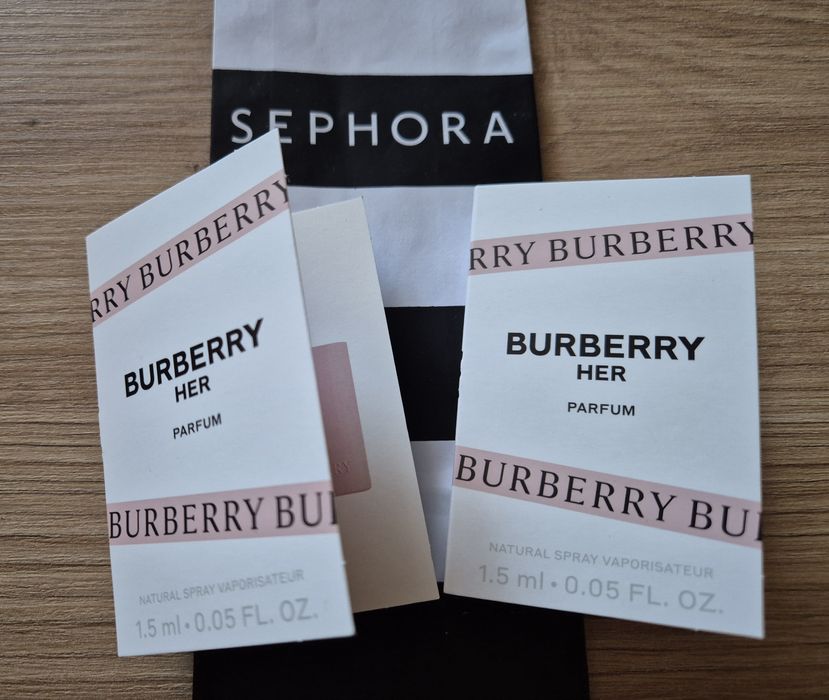 SEPHORA
RRY BURBERRY
BURBERRY
HER
PARFUM
BURBERRY BU
NATURAL SPRAY VAPORISATEUR
1.5 ml • 0.05 FL. OZ.
RY
RRY BURBERRY
BURBERRY
HER
PARFUM
BURBERRY BU
NATURAL SPRAY VAPORISATEUR
1.5 ml • 0.05 FL. OZ.